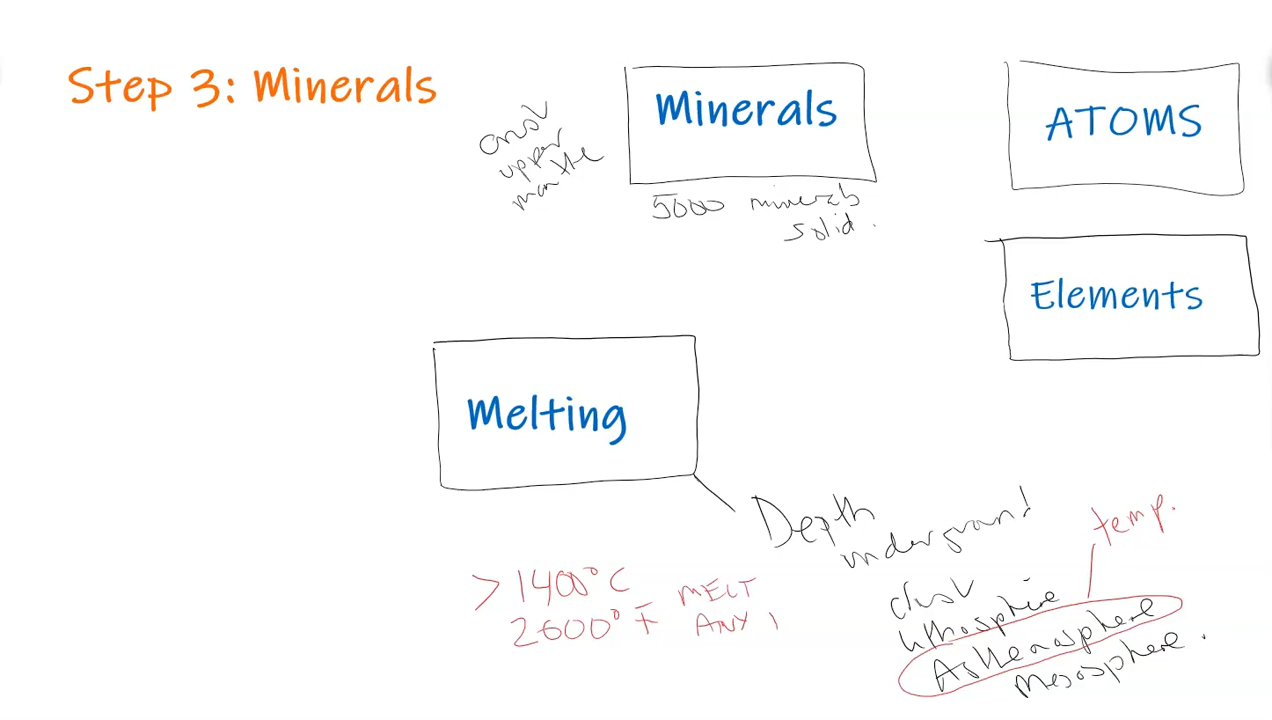 Step 3: Minerals
crust
upper
mantle
Minerals
5000 minerals
solid.
ATOMS
Elements
Melting
Depth
underground
temp.
>1400°C MELT
2600°F ANY
crust
lithosphere
Asthenosphere
Mesosphere.